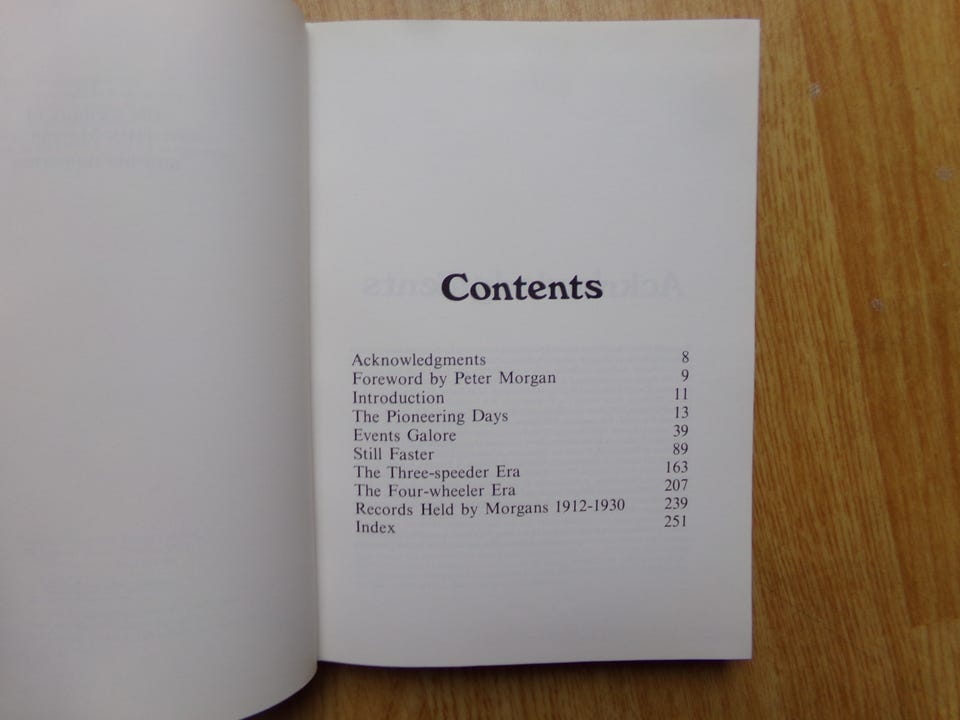 Contents
Acknowledgments 8
Foreword by Peter Morgan 9
Introduction 11
The Pioneering Days 13
Events Galore 39
Still Faster 89
The Three-speeder Era 163
The Four-wheeler Era 207
Records Held by Morgans 1912-1930 239
Index 251